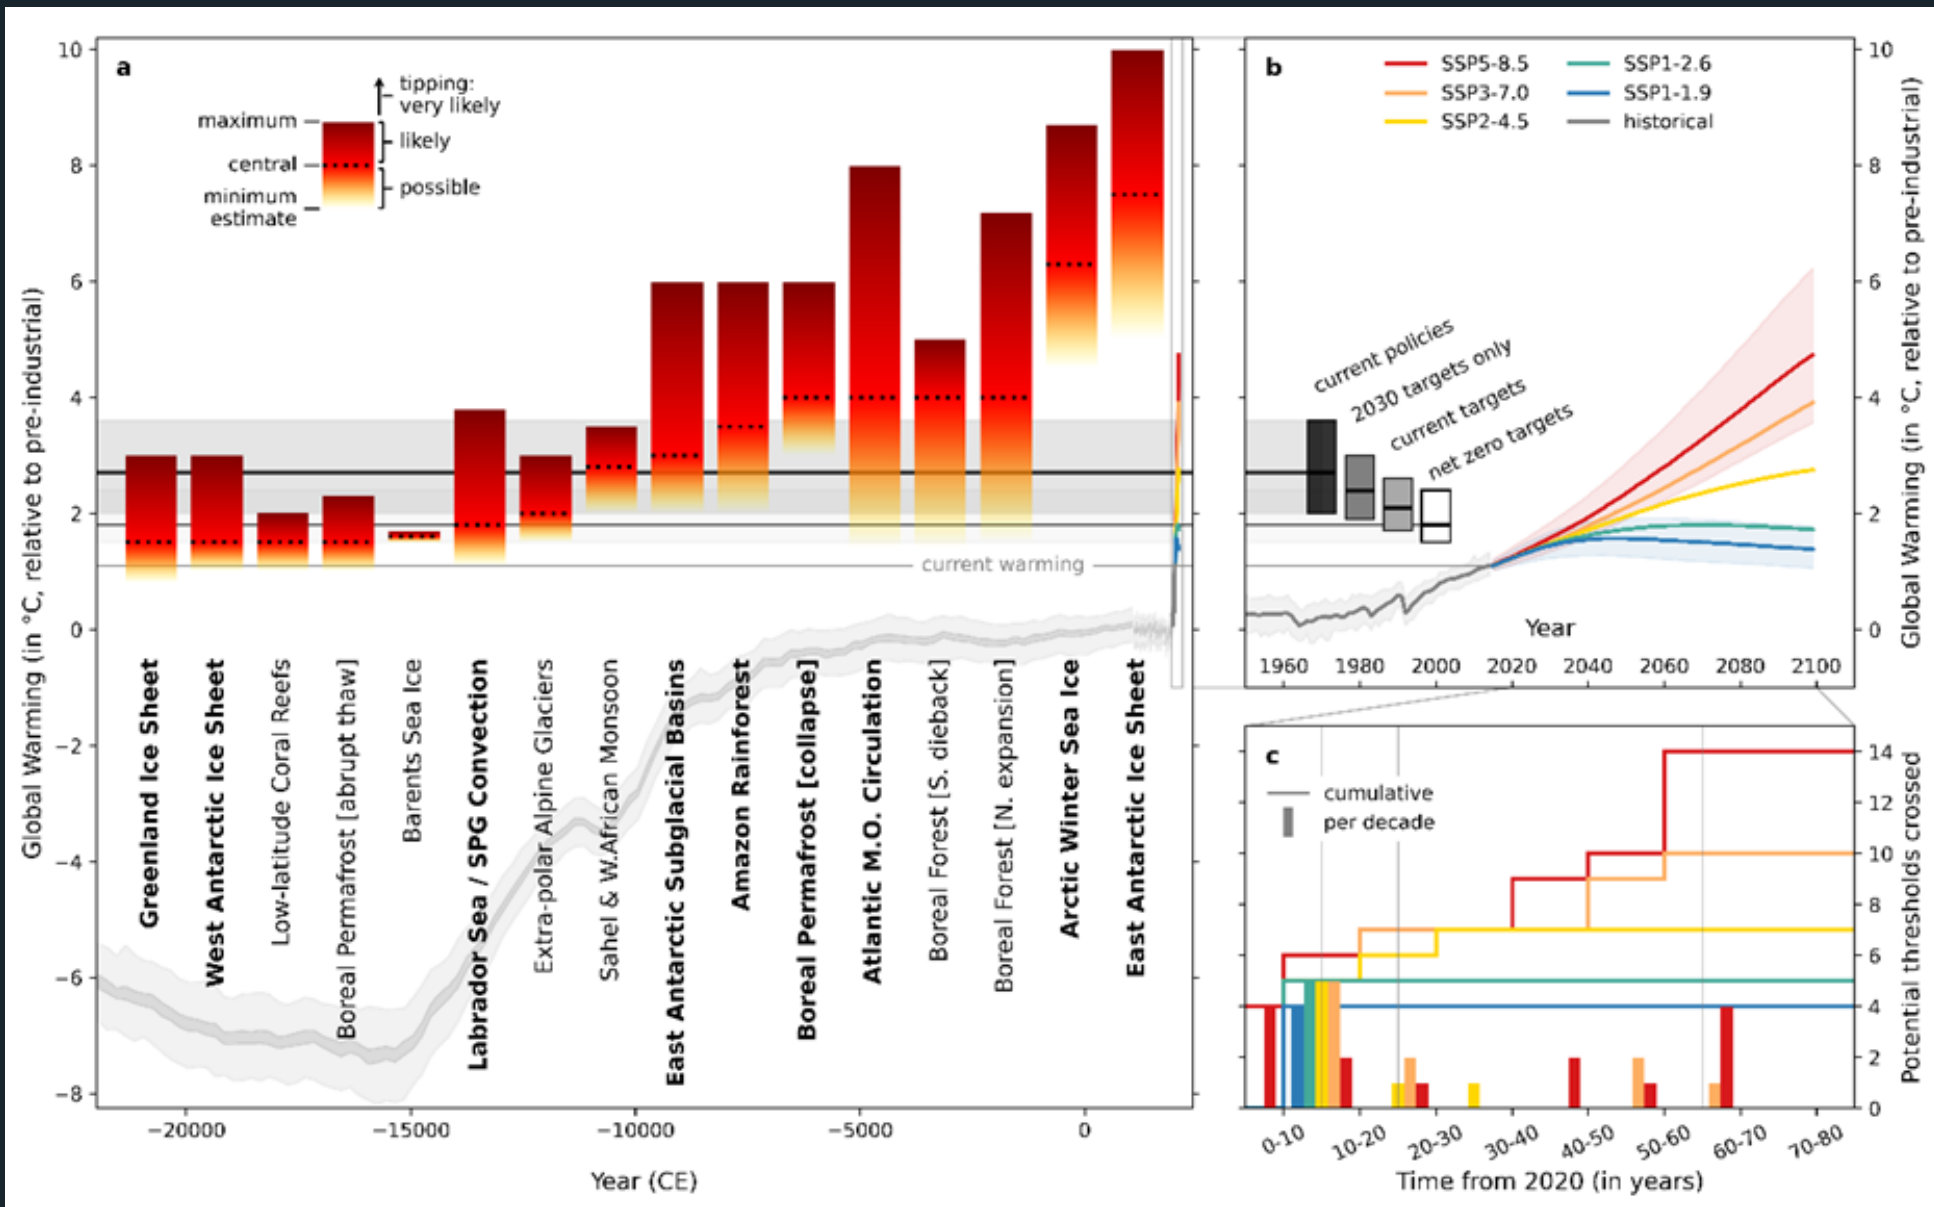 a
tipping:
very likely
maximum
likely
central
possible
minimum
estimate
10
8
6
4
2
0
−2
−4
−6
−8
Global Warming (in °C, relative to pre-industrial)
current warming
Greenland Ice Sheet
West Antarctic Ice Sheet
Low-latitude Coral Reefs
Boreal Permafrost [abrupt thaw]
Barents Sea Ice
Labrador Sea / SPG Convection
Extra-polar Alpine Glaciers
Sahel & W.African Monsoon
East Antarctic Subglacial Basins
Amazon Rainforest
Boreal Permafrost [collapse]
Atlantic M.O. Circulation
Boreal Forest [S. dieback]
Boreal Forest [N. expansion]
Arctic Winter Sea Ice
East Antarctic Ice Sheet
−20000 −15000 −10000 −5000 0
Year (CE)
b
SSP5-8.5
SSP3-7.0
SSP2-4.5
SSP1-2.6
SSP1-1.9
historical
current policies
2030 targets only
current targets
net zero targets
10
8
6
4
2
0
Global Warming (in °C, relative to pre-industrial)
Year
1960 1980 2000 2020 2040 2060 2080 2100
c
cumulative
per decade
14
12
10
8
6
4
2
0
Potential thresholds crossed
0-10 10-20 20-30 30-40 40-50 50-60 60-70 70-80
Time from 2020 (in years)